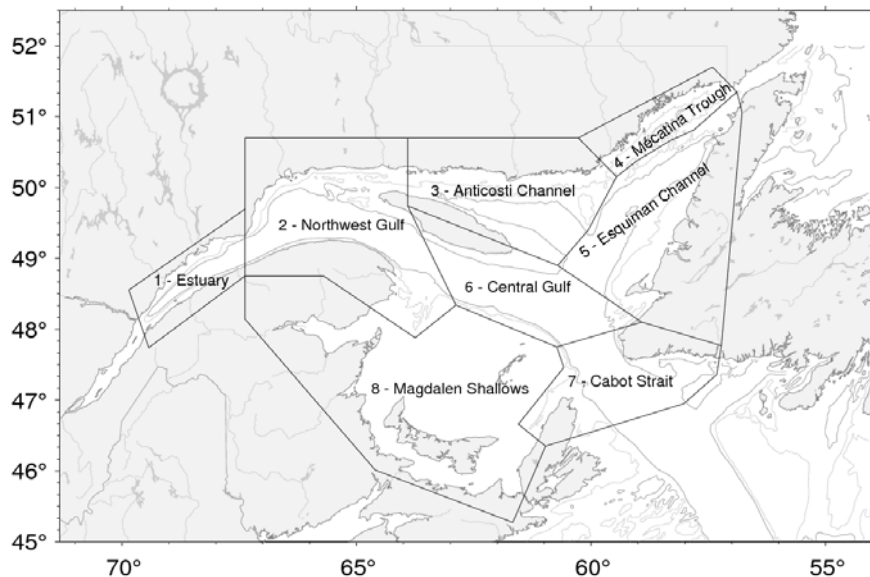 52°
51°
4 - Mécatina Trough
50°
3 - Anticosti Channel
5 - Esquiman Channel
2 - Northwest Gulf
49°
1 - Estuary
6 - Central Gulf
48°
47°
8 - Magdalen Shallows
7 - Cabot Strait
46°
45°
70° 65° 60° 55°